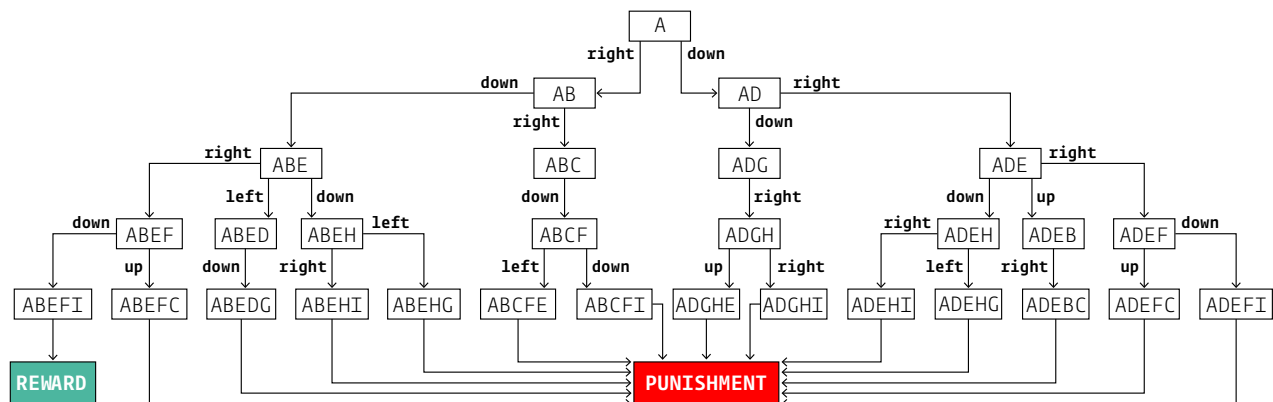 A
right down
down AB AD right
right down
right ABE ABC ADG ADE right
left down down right down up
down ABEF ABED ABEH left ABCF ADGH right ADEH ADEB ADEF down
up down right left down up right left right up
ABEFI ABEFC ABEDG ABEHI ABEHG ABCFE ABCFI ADGHE ADGHI ADEHI ADEHG ADEBC ADEFC ADEFI
REWARD PUNISHMENT